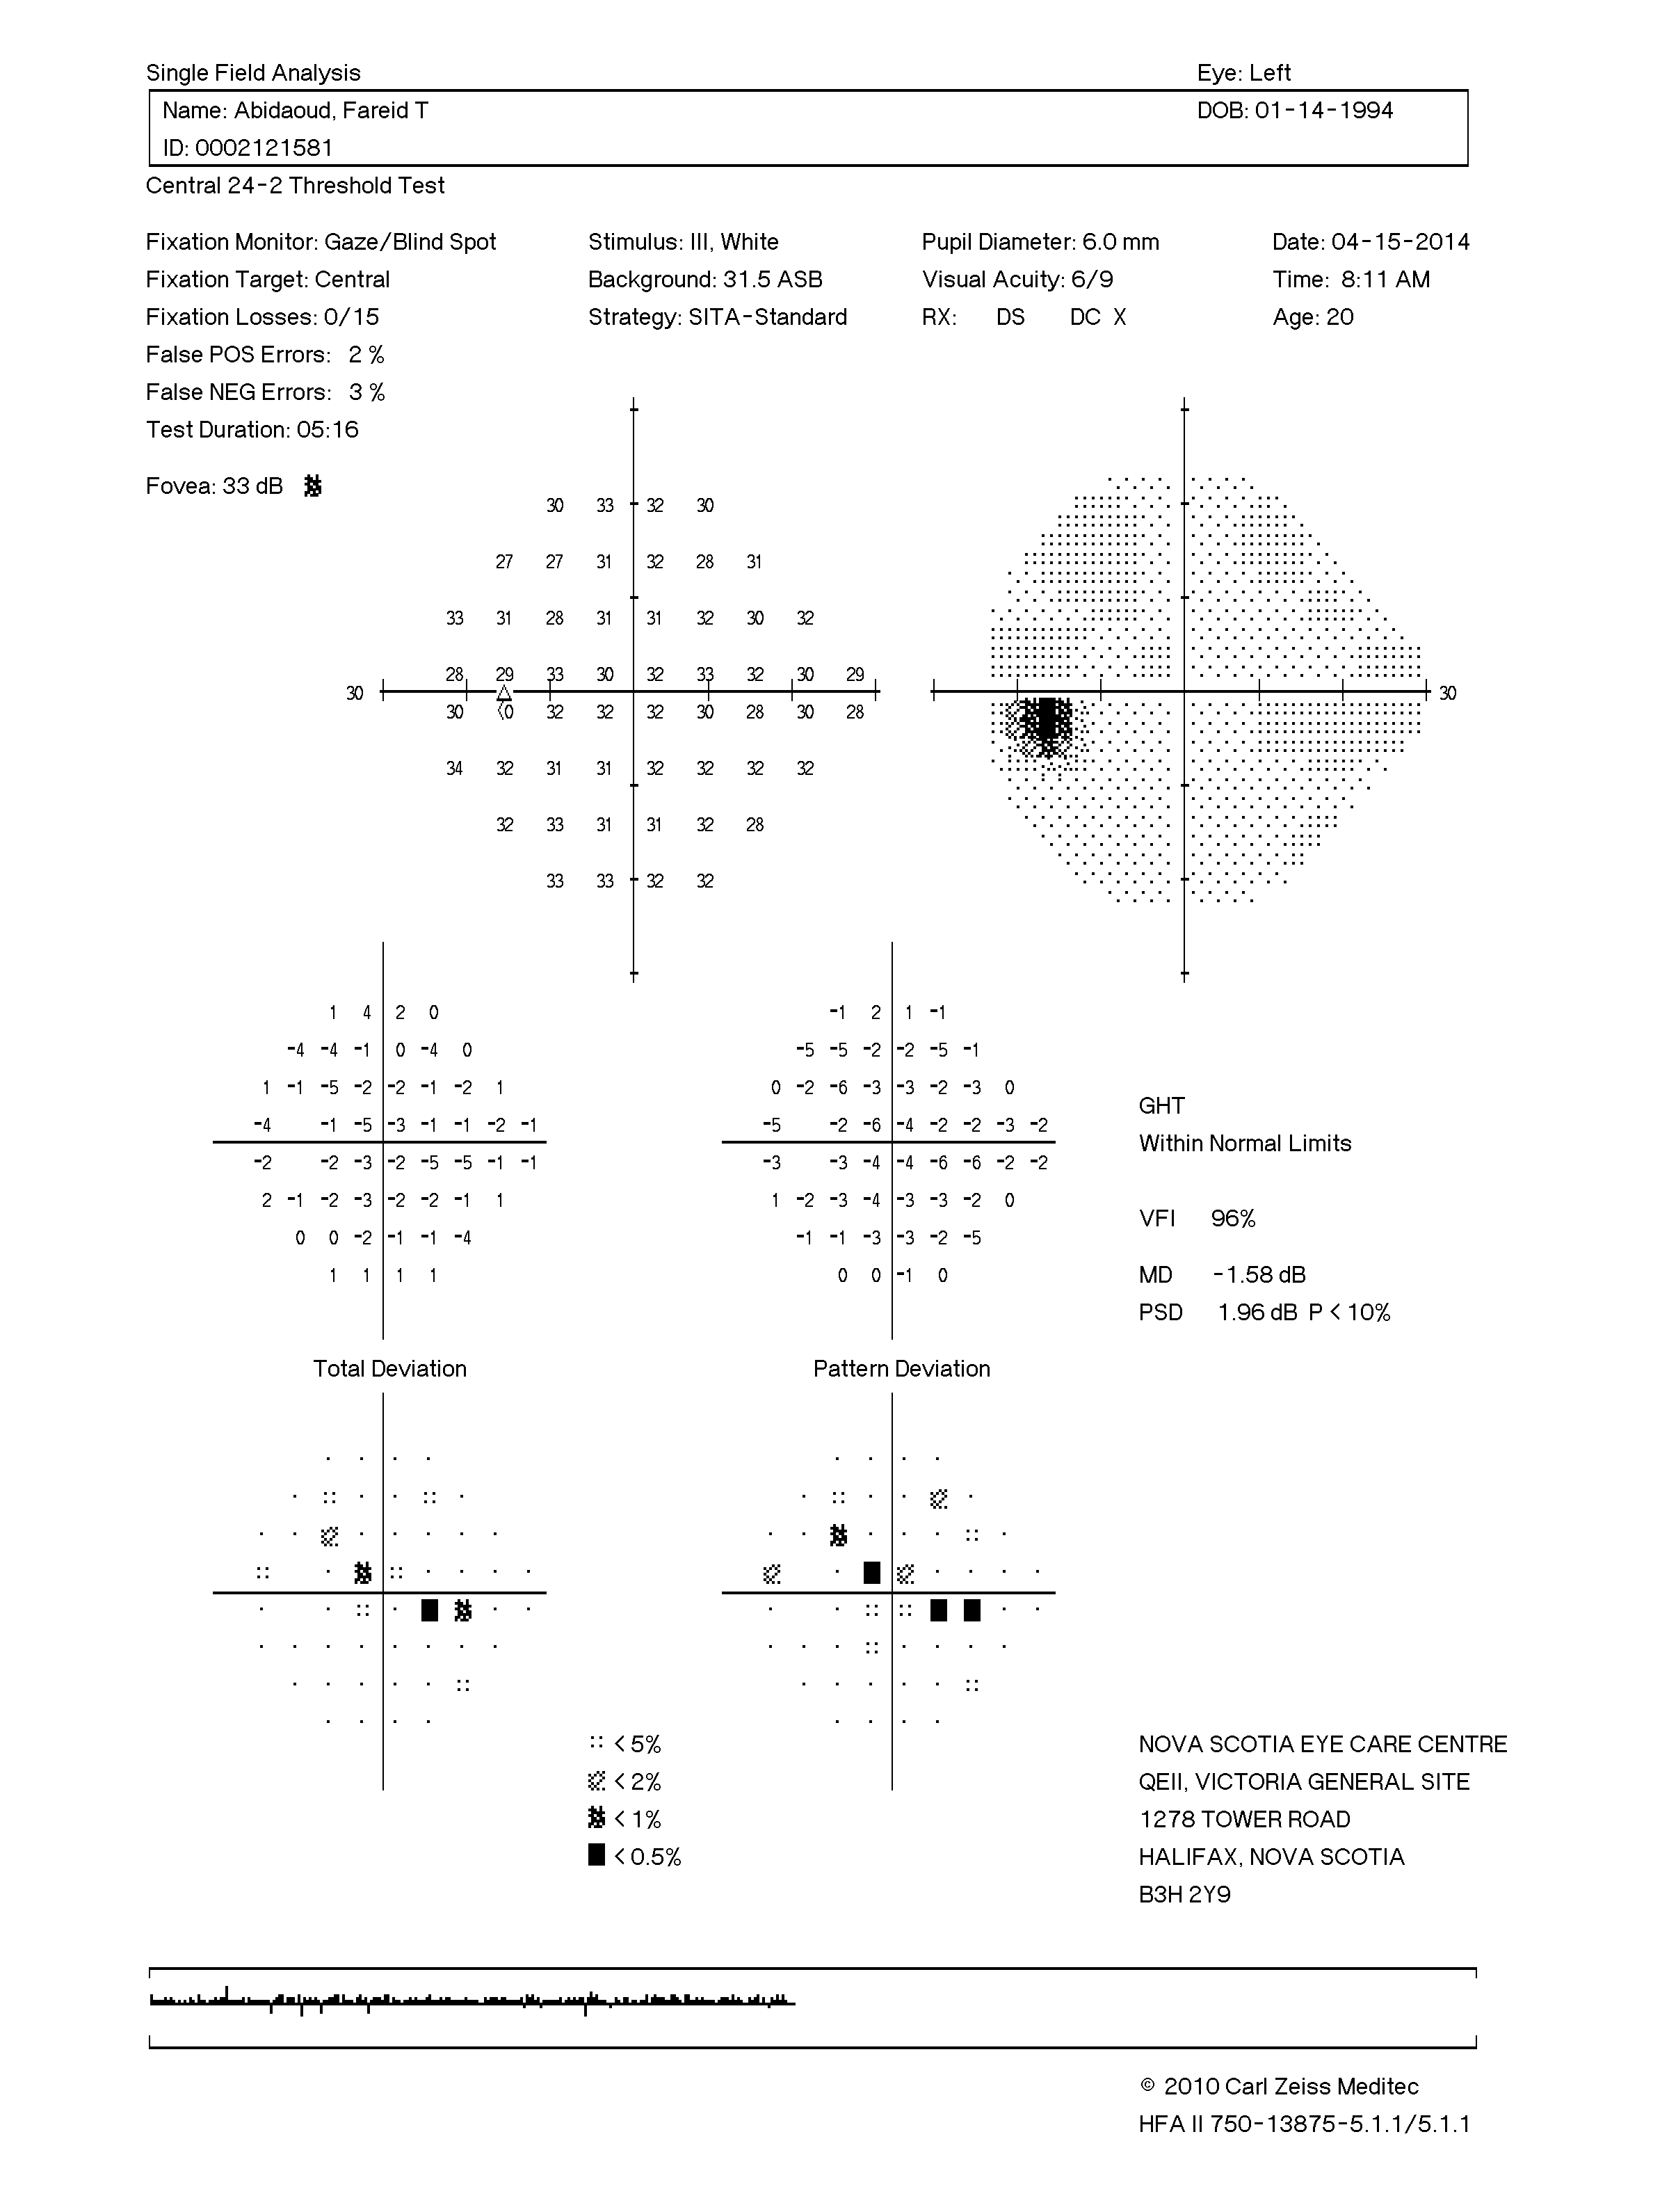 Single Field Analysis Eye: Left
Name: Abidaoud, Fareid T DOB: 01-14-1994
ID: 0002121581
Central 24-2 Threshold Test
Fixation Monitor: Gaze/Blind Spot Stimulus: III, White Pupil Diameter: 6.0 mm Date: 04-15-2014
Fixation Target: Central Background: 31.5 ASB Visual Acuity: 6/9 Time: 8:11 AM
Fixation Losses: 0/15 Strategy: SITA-Standard RX: DS DC X Age: 20
False POS Errors: 2 %
False NEG Errors: 3 %
Test Duration: 05:16
Fovea: 33 dB
30 33 32 30
27 27 31 32 28 31
33 31 28 31 31 32 30 32
28 29 33 30 32 33 32 30 29
30 30
30 <0 32 32 32 30 28 30 28
34 32 31 31 32 32 32 32
32 33 31 31 32 28
33 33 32 32
1 4 2 0
-4 -4 -1 0 -4 0
1 -1 -5 -2 -2 -1 -2 1
-4 -1 -5 -3 -1 -1 -2 -1
-2 -2 -3 -2 -5 -5 -1 -1
2 -1 -2 -3 -2 -2 -1 1
0 0 -2 -1 -1 -4
1 1 1 1
Total Deviation
-1 2 1 -1
-5 -5 -2 -2 -5 -1
0 -2 -6 -3 -3 -2 -3 0
-5 -2 -6 -4 -2 -2 -3 -2
-3 -3 -4 -4 -6 -6 -2 -2
1 -2 -3 -4 -3 -3 -2 0
-1 -1 -3 -3 -2 -5
0 0 -1 0
Pattern Deviation
GHT
Within Normal Limits
VFI 96%
MD -1.58 dB
PSD 1.96 dB P < 10%
< 5%
< 2%
< 1%
< 0.5%
NOVA SCOTIA EYE CARE CENTRE
QEII, VICTORIA GENERAL SITE
1278 TOWER ROAD
HALIFAX, NOVA SCOTIA
B3H 2Y9
© 2010 Carl Zeiss Meditec
HFA II 750-13875-5.1.1/5.1.1